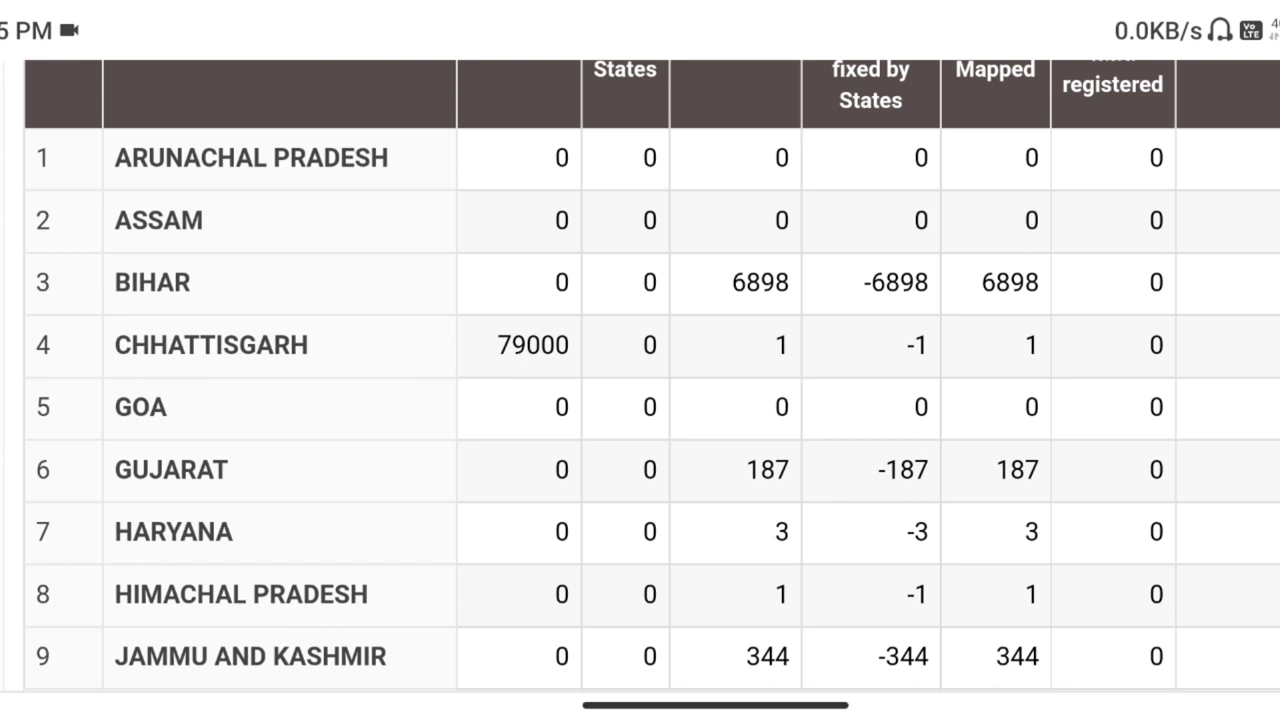 5 PM
0.0KB/s Vo LTE
States fixed by States Mapped registered
1 ARUNACHAL PRADESH 0 0 0 0 0 0
2 ASSAM 0 0 0 0 0 0
3 BIHAR 0 0 6898 -6898 6898 0
4 CHHATTISGARH 79000 0 1 -1 1 0
5 GOA 0 0 0 0 0 0
6 GUJARAT 0 0 187 -187 187 0
7 HARYANA 0 0 3 -3 3 0
8 HIMACHAL PRADESH 0 0 1 -1 1 0
9 JAMMU AND KASHMIR 0 0 344 -344 344 0